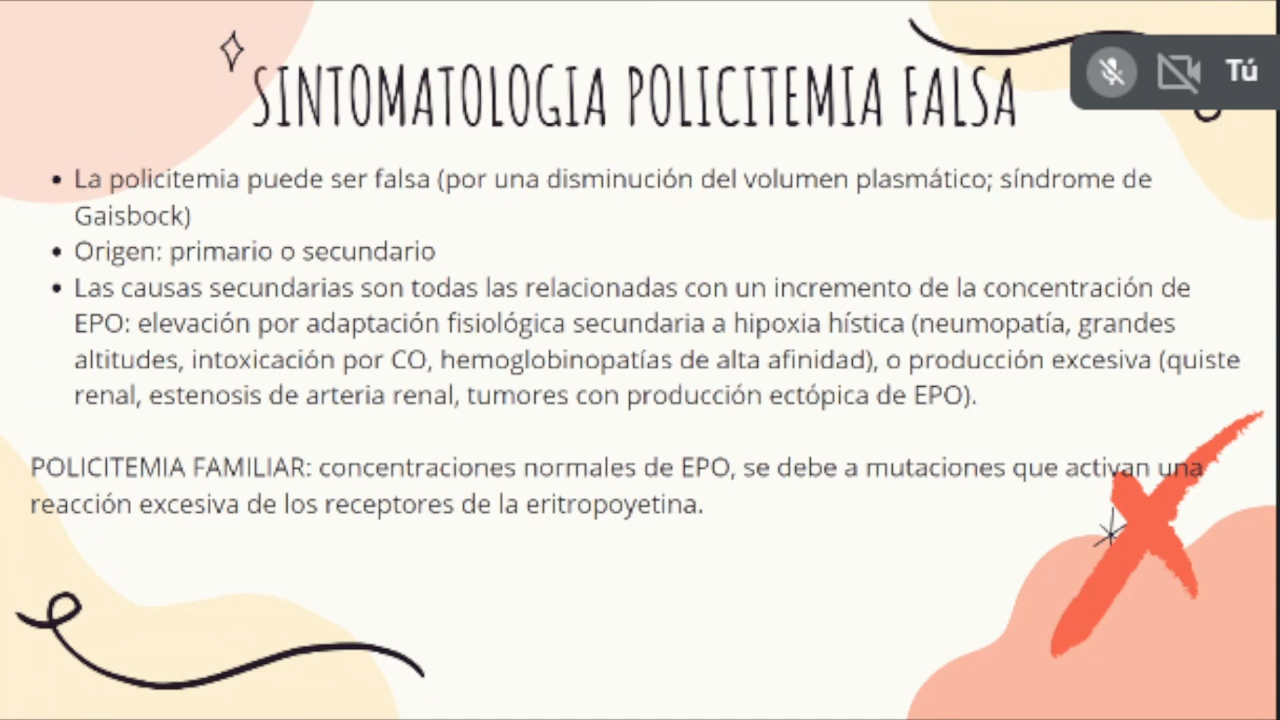 SINTOMATOLOGIA POLICITEMIA FALSA
Tú
• La policitemia puede ser falsa (por una disminución del volumen plasmático; síndrome de
Gaisbock)
• Origen: primario o secundario
• Las causas secundarias son todas las relacionadas con un incremento de la concentración de
EPO: elevación por adaptación fisiológica secundaria a hipoxia hística (neumopatía, grandes
altitudes, intoxicación por CO, hemoglobinopatías de alta afinidad), o producción excesiva (quiste
renal, estenosis de arteria renal, tumores con producción ectópica de EPO).
POLICITEMIA FAMILIAR: concentraciones normales de EPO, se debe a mutaciones que activan una
reacción excesiva de los receptores de la eritropoyetina.